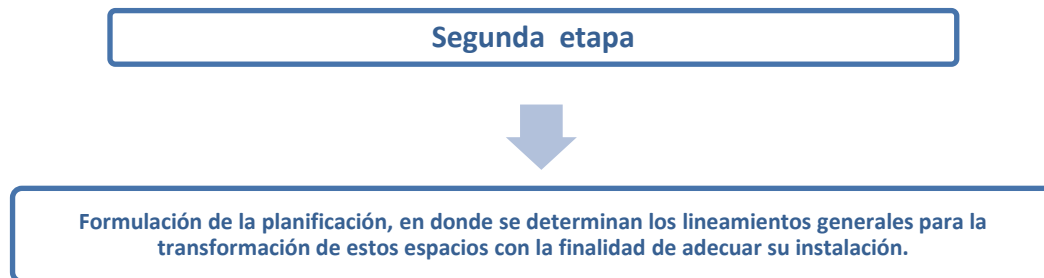 Segunda etapa
Formulación de la planificación, en donde se determinan los lineamientos generales para la
transformación de estos espacios con la finalidad de adecuar su instalación.